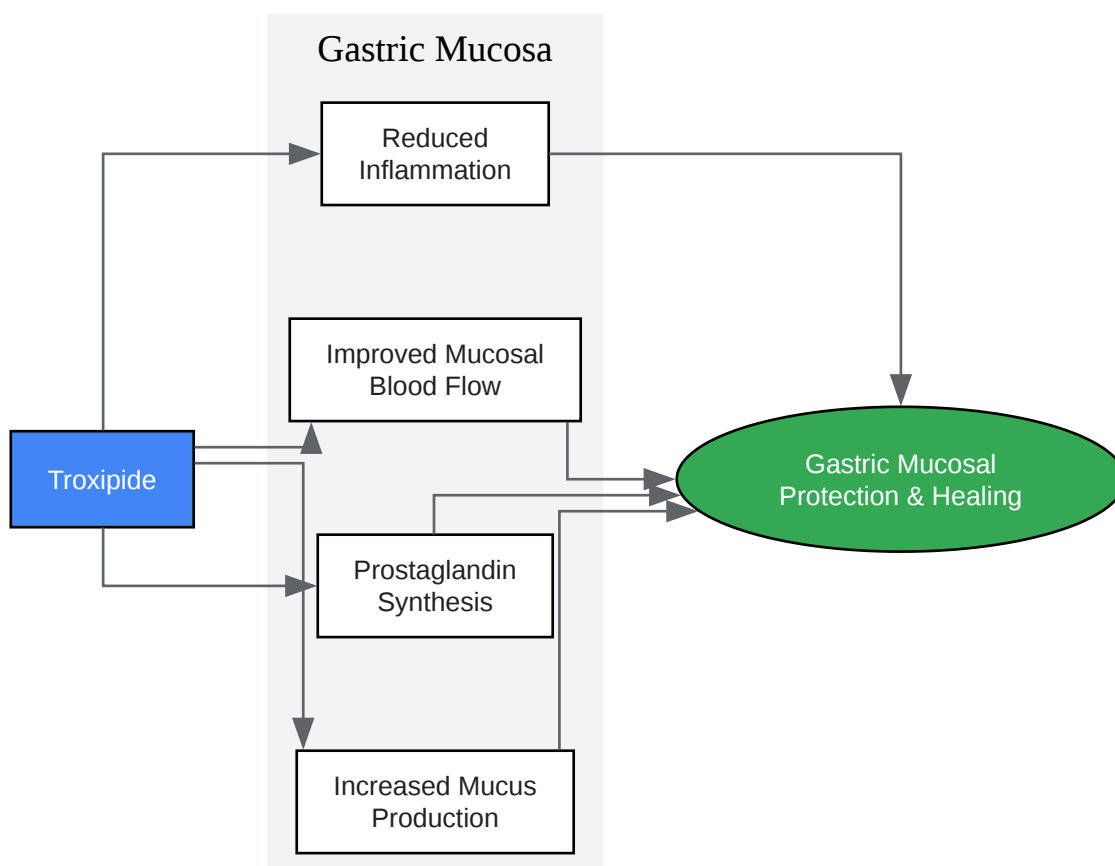 Gastric Mucosa
Reduced
Inflammation
Improved Mucosal
Blood Flow
Troxipide
Gastric Mucosal
Protection & Healing
Prostaglandin
Synthesis
Increased Mucus
Production